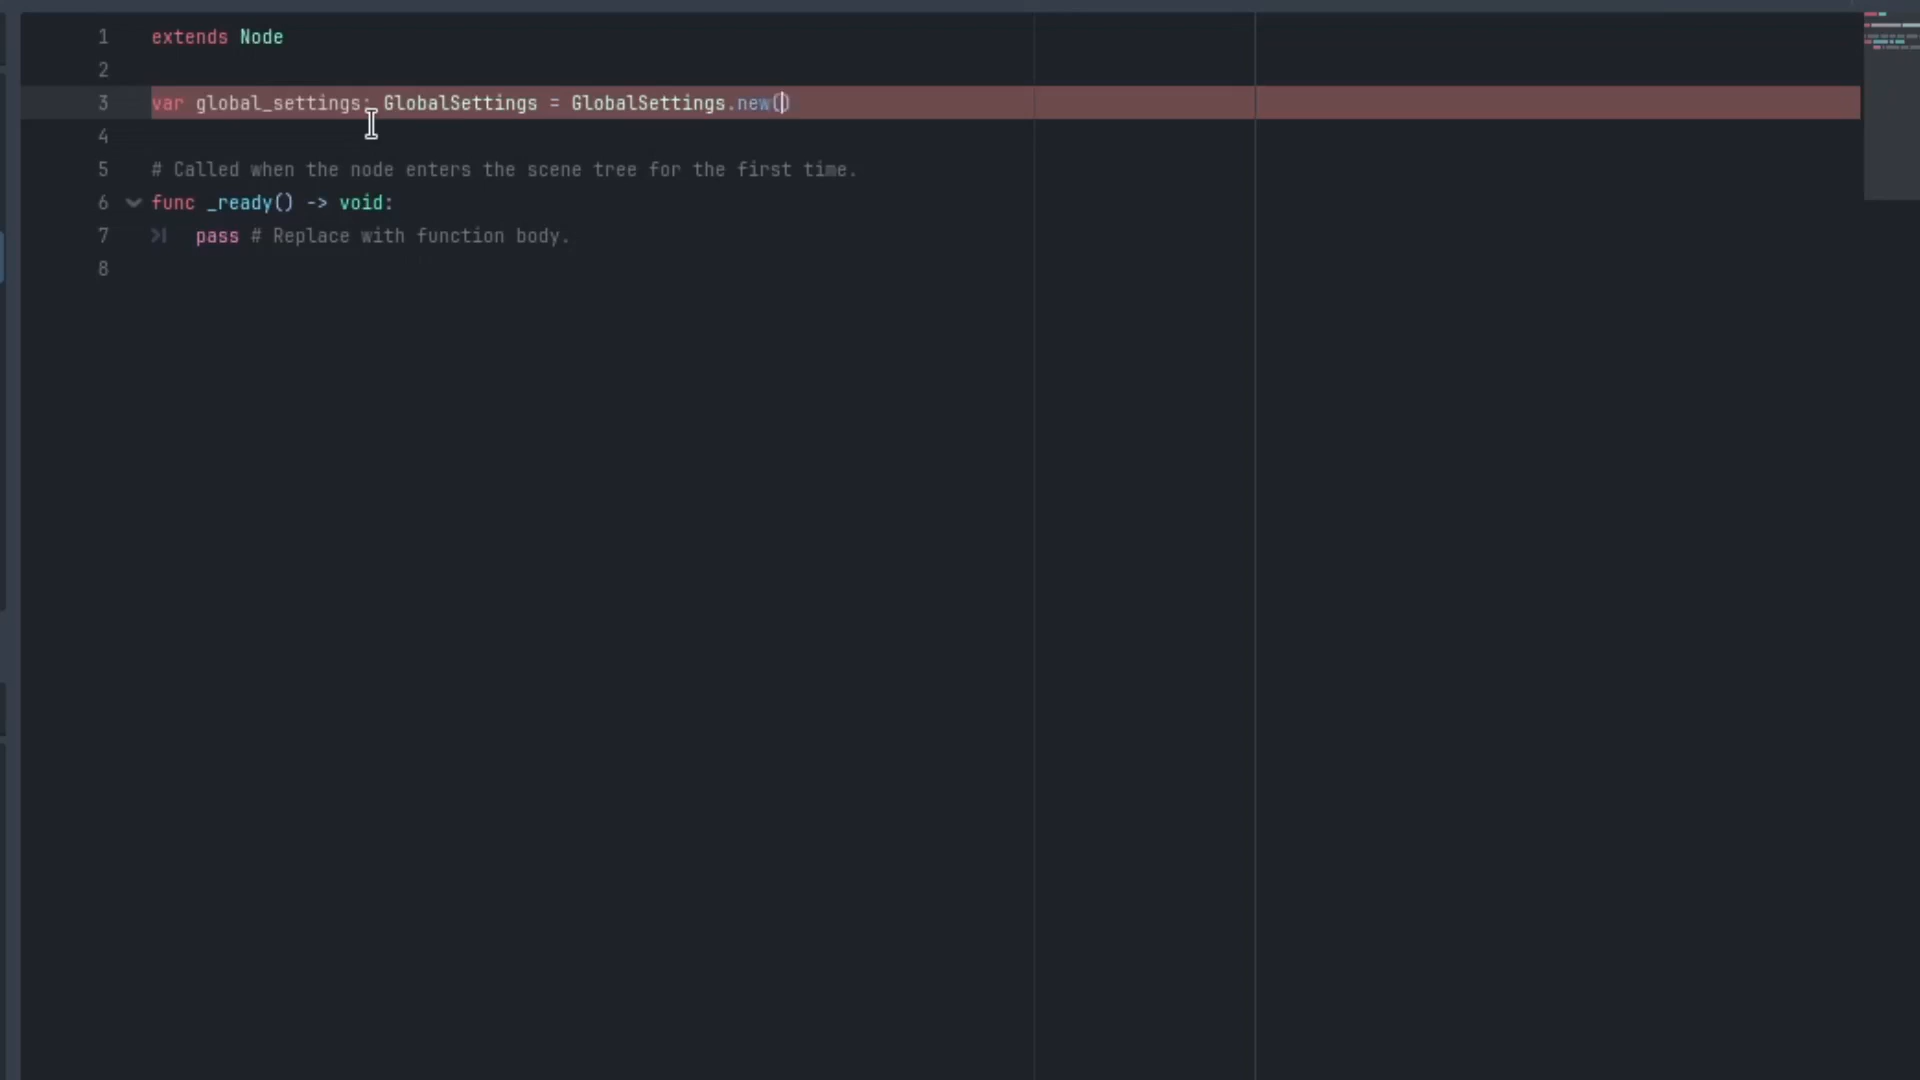 1 extends Node
2
3 var global_settings: GlobalSettings = GlobalSettings.new()
4
5 # Called when the node enters the scene tree for the first time.
6 func _ready() -> void:
7 pass # Replace with function body.
8